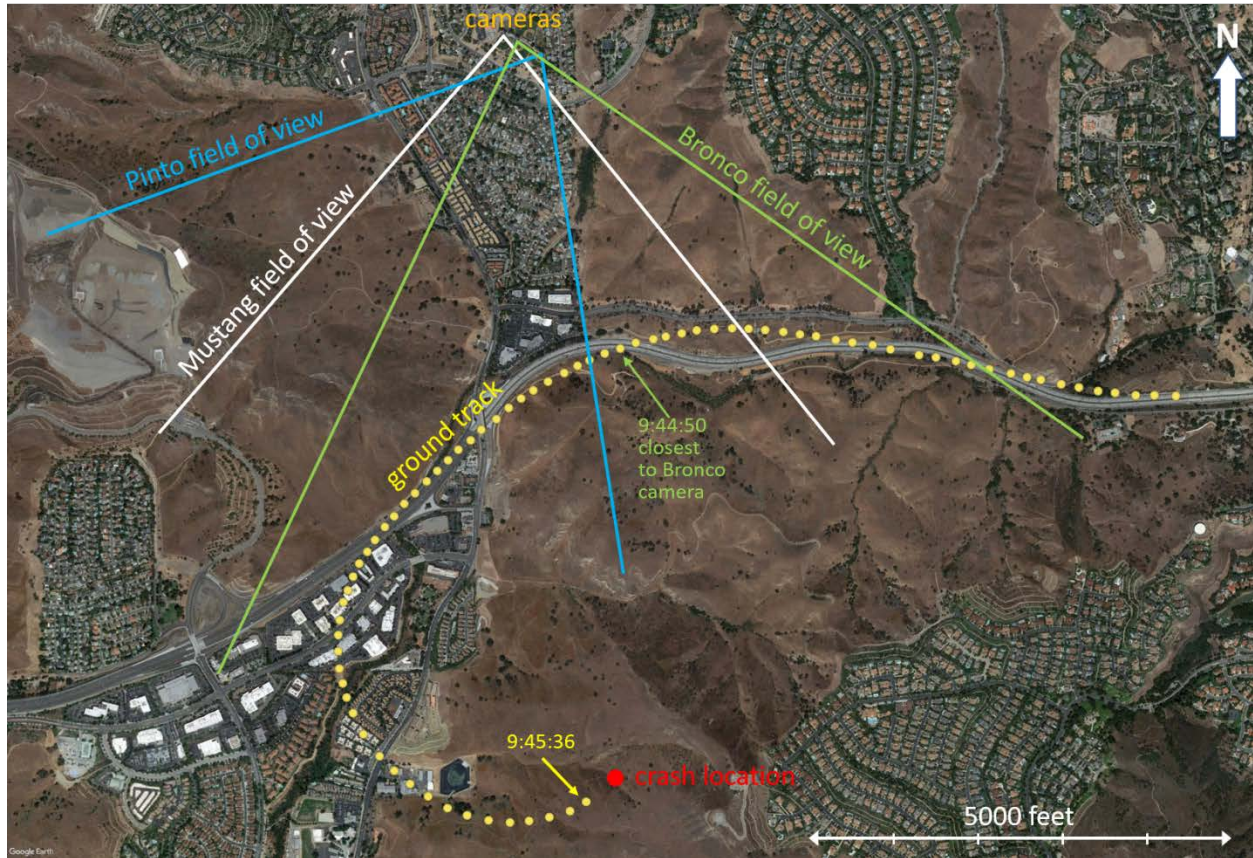 cameras
N
Pinto field of view
Mustang field of view
Bronco field of view
ground track
9:44:50
closest
to Bronco
camera
9:45:36
crash location
5000 feet
Google Earth